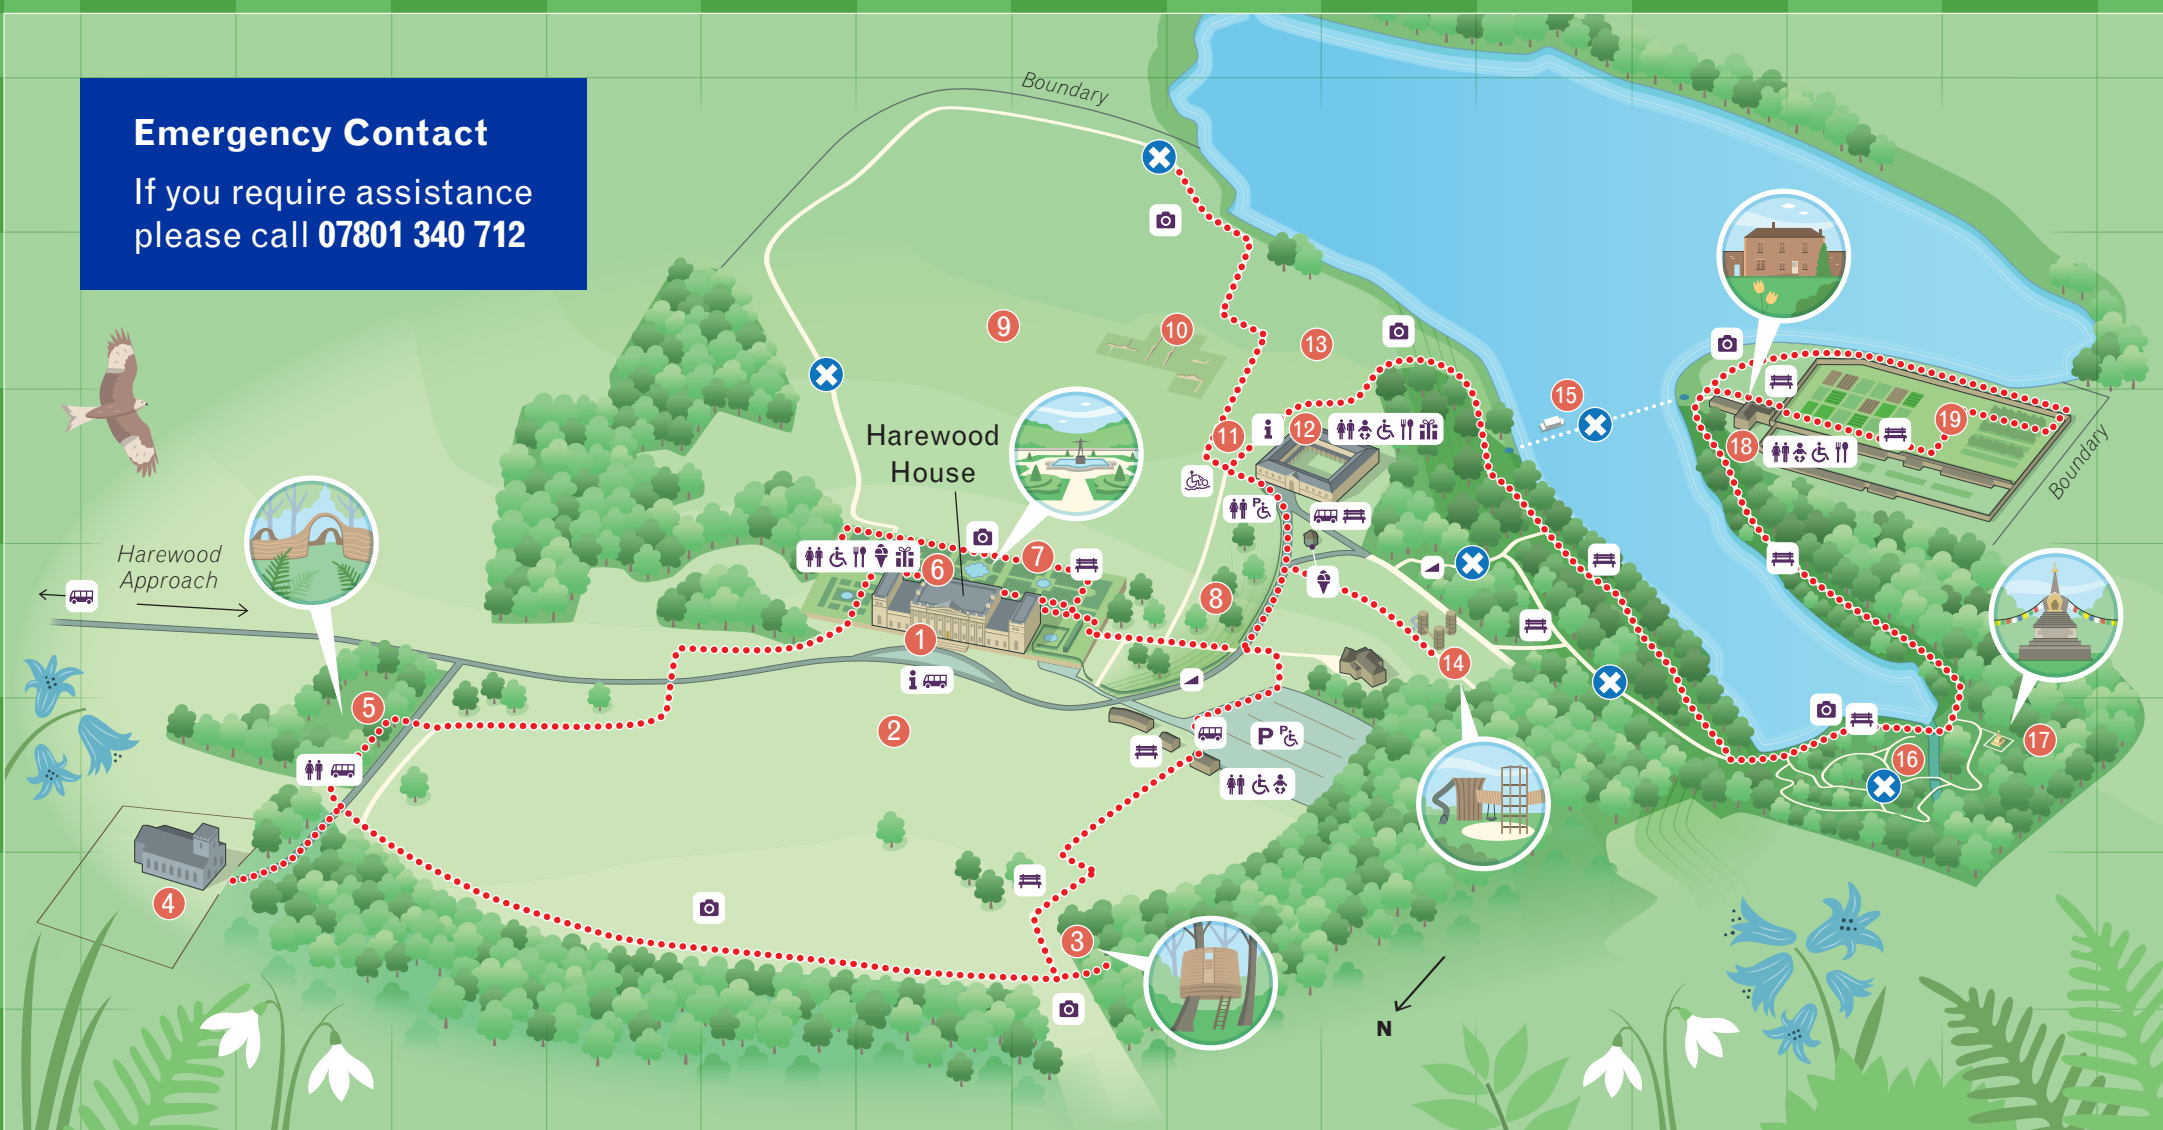 Emergency Contact
If you require assistance
please call 07801 340 712
Boundary
9
10
13
15
11
12
19
18
Boundary
Harewood
House
Harewood
Approach
7
6
8
P
1
14
5
2
P P
17
16
4
3
N